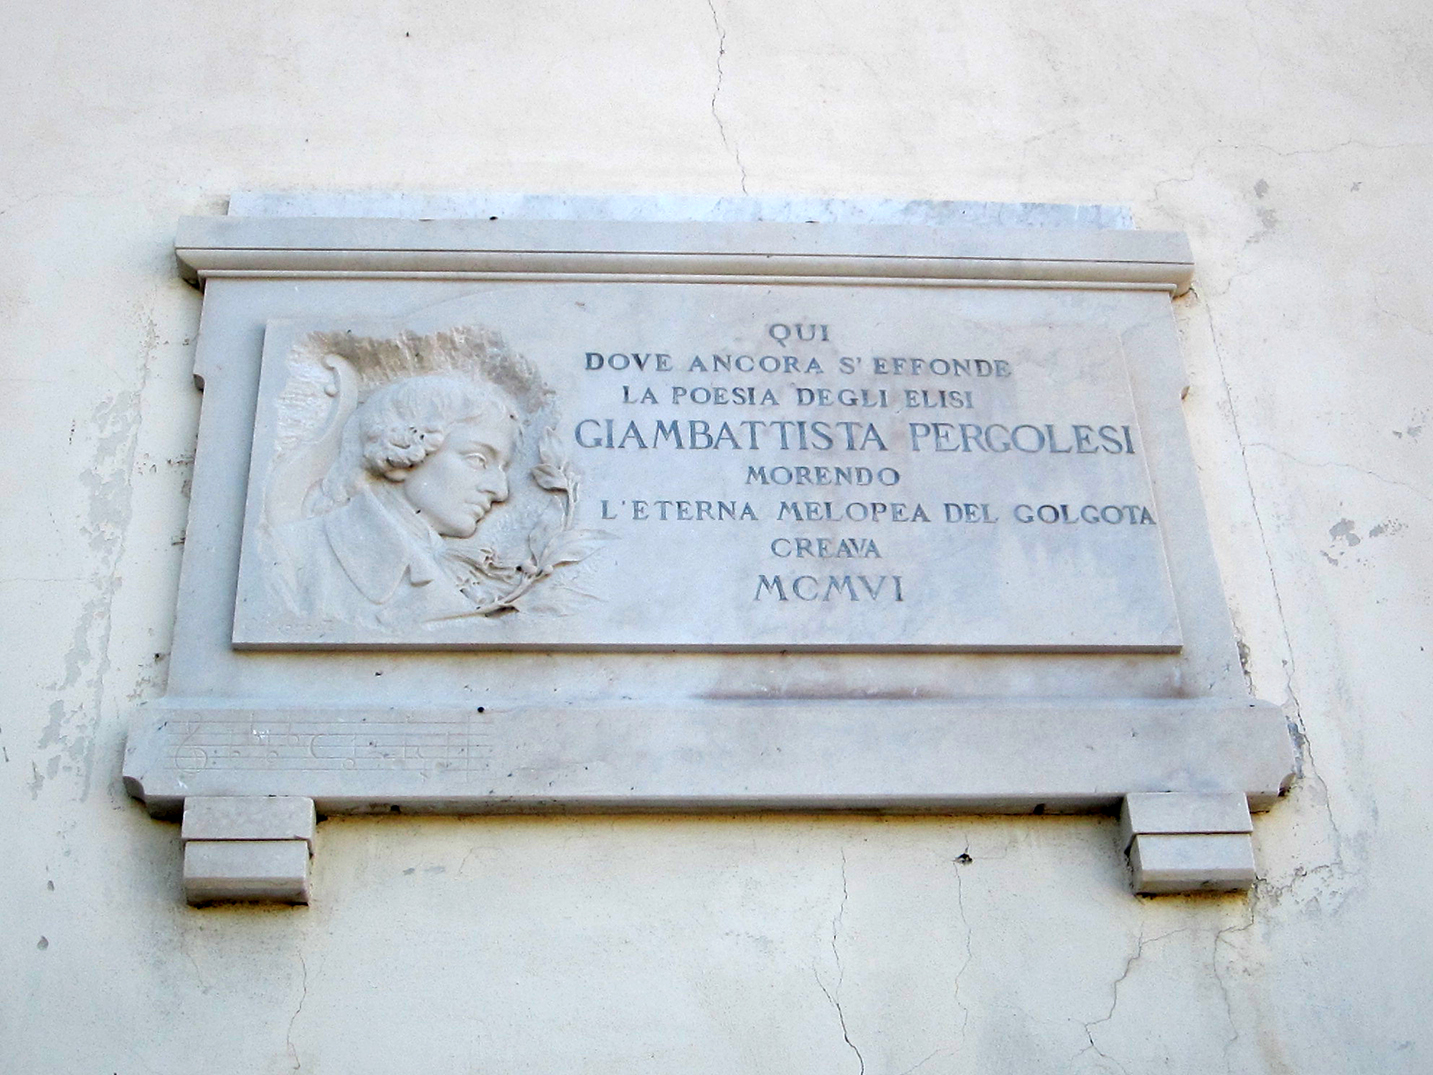 QUI
DOVE ANCORA S'EFFONDE
LA POESIA DEGLI ELISI
GIAMBATTISTA PERGOLESI
MORENDO
L'ETERNA MELOPEA DEL GOLGOTA
CREAVA
MCMVI